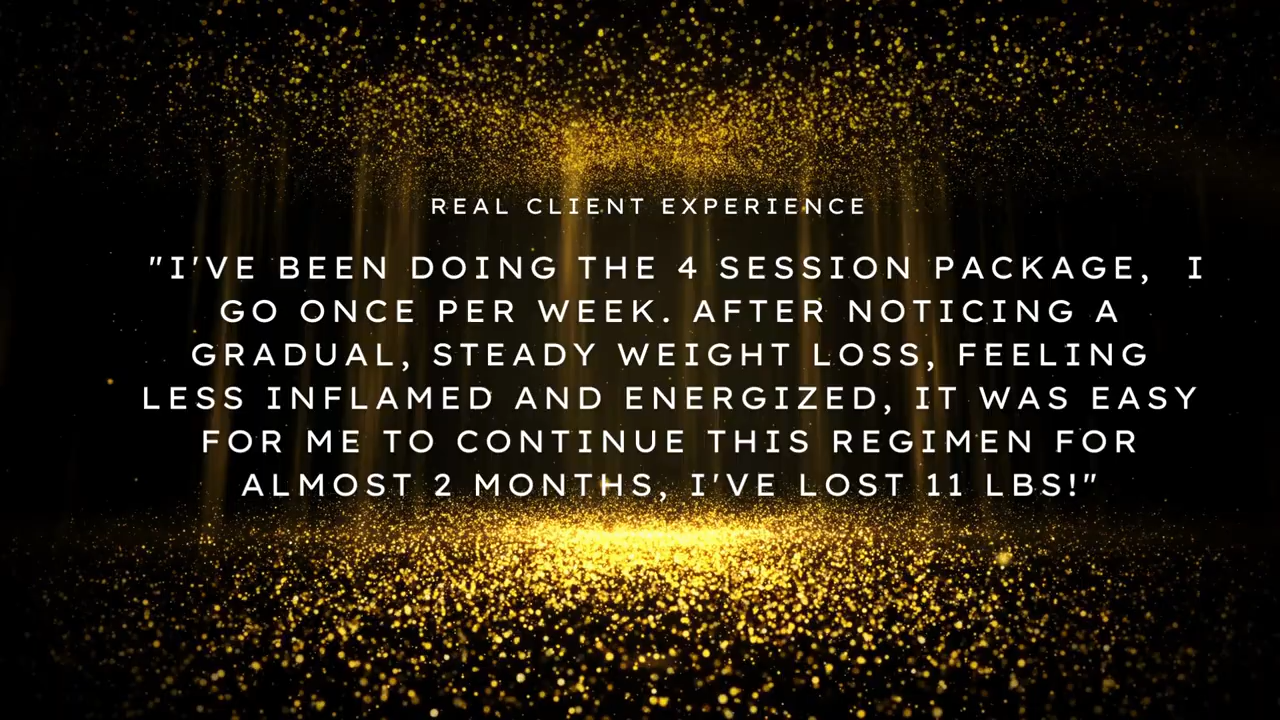 REAL CLIENT EXPERIENCE
"I'VE BEEN DOING THE 4 SESSION PACKAGE, I
GO ONCE PER WEEK. AFTER NOTICING A
GRADUAL, STEADY WEIGHT LOSS, FEELING
LESS INFLAMED AND ENERGIZED, IT WAS EASY
FOR ME TO CONTINUE THIS REGIMEN FOR
ALMOST 2 MONTHS, I'VE LOST 11 LBS!"